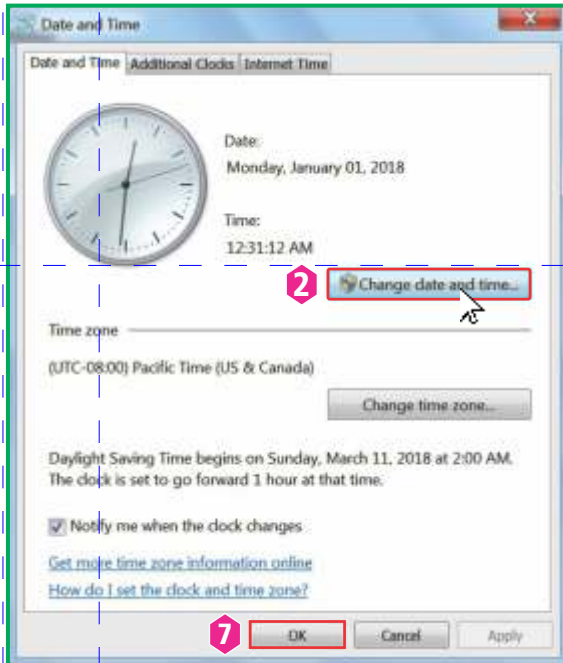 Date and Time
Date and Time Additional Clocks Internet Time
Date:
Monday, January 01, 2018
Time:
12:31:12 AM
2 Change date and time...
Time zone
(UTC-08:00) Pacific Time (US & Canada)
Change time zone...
Daylight Saving Time begins on Sunday, March 11, 2018 at 2:00 AM.
The clock is set to go forward 1 hour at that time.
Notify me when the clock changes
Get more time zone information online
How do I set the clock and time zone?
7 OK Cancel Apply